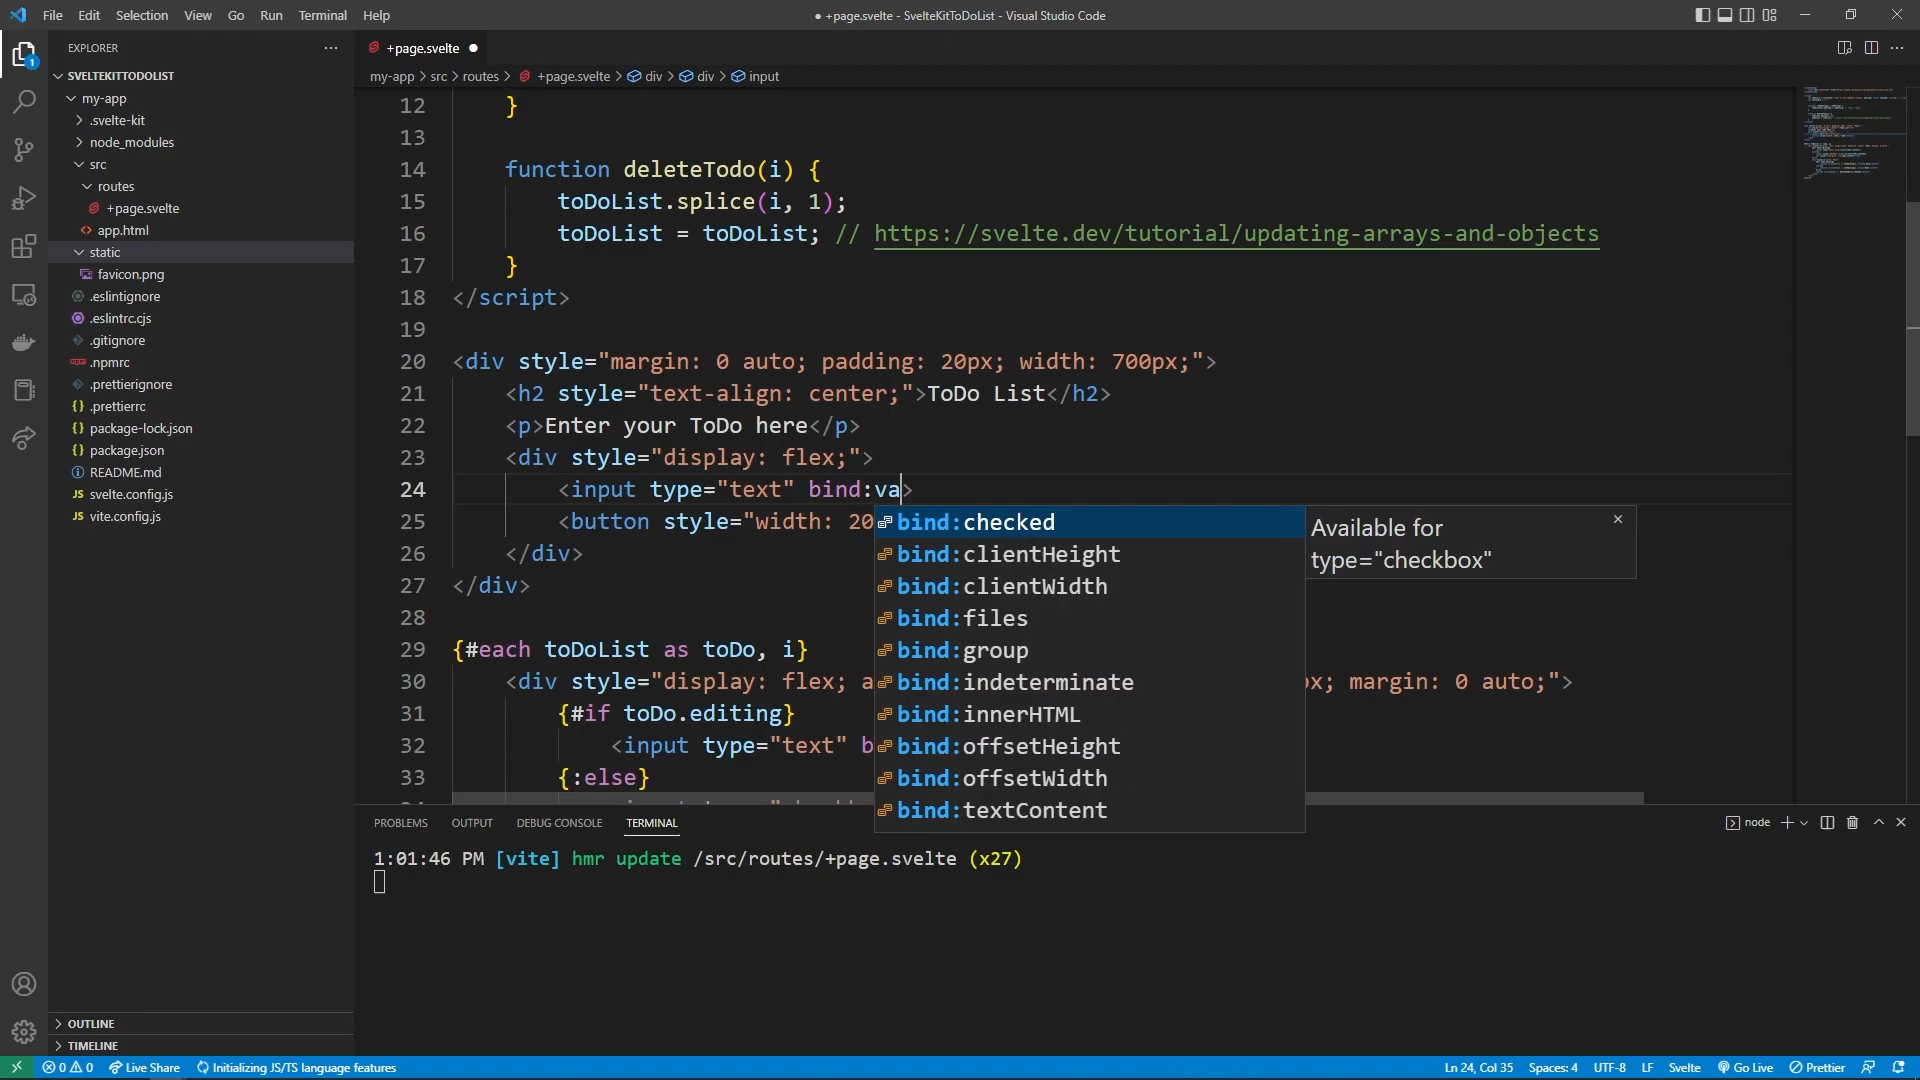 File Edit Selection View Go Run Terminal Help
● +page.svelte - SvelteKitToDoList - Visual Studio Code
EXPLORER
1
SVELTEKITTODOLIST
my-app
.svelte-kit
node_modules
src
routes
+page.svelte
app.html
static
favicon.png
.eslintignore
.eslintrc.cjs
.gitignore
.npmrc
.prettierignore
{} .prettierrc
{} package-lock.json
{} package.json
README.md
JS svelte.config.js
JS vite.config.js
OUTLINE
TIMELINE
+page.svelte ●
my-app > src > routes > +page.svelte > div > div > input
12 }
13
14 function deleteTodo(i) {
15 toDoList.splice(i, 1);
16 toDoList = toDoList; // https://svelte.dev/tutorial/updating-arrays-and-objects
17 }
18 </script>
19
20 <div style="margin: 0 auto; padding: 20px; width: 700px;">
21 <h2 style="text-align: center;">ToDo List</h2>
22 <p>Enter your ToDo here</p>
23 <div style="display: flex;">
24 <input type="text" bind:va>
25 <button style="width: 20
26 </div>
27 </div>
28
29 {#each toDoList as toDo, i}
30 <div style="display: flex; a x; margin: 0 auto;">
31 {#if toDo.editing}
32 <input type="text" b
33 {:else}
bind:checked
bind:clientHeight
bind:clientWidth
bind:files
bind:group
bind:indeterminate
bind:innerHTML
bind:offsetHeight
bind:offsetWidth
bind:textContent
Available for
type="checkbox"
PROBLEMS OUTPUT DEBUG CONSOLE TERMINAL
node
1:01:46 PM [vite] hmr update /src/routes/+page.svelte (x27)
0 0 Live Share Initializing JS/TS language features
Ln 24, Col 35 Spaces: 4 UTF-8 LF Svelte Go Live Prettier